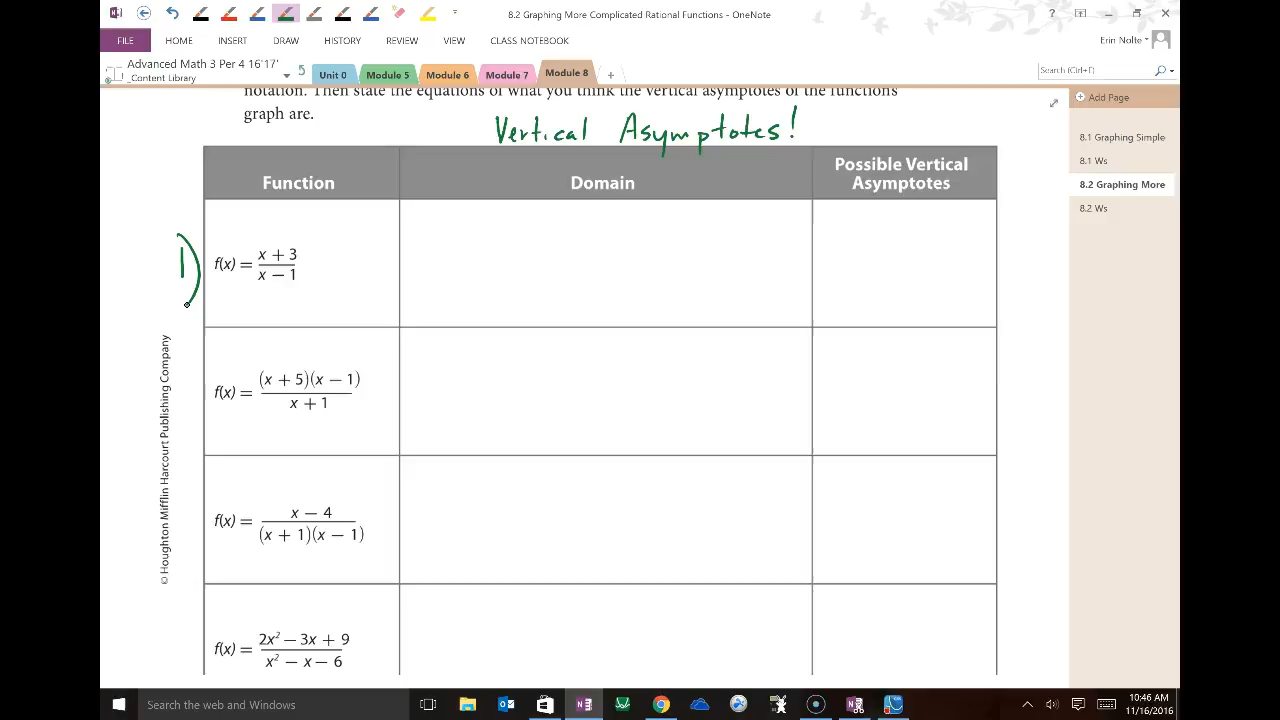 8.2 Graphing More Complicated Rational Functions - OneNote
FILE HOME INSERT DRAW HISTORY REVIEW VIEW CLASS NOTEBOOK
Erin Nolte
Advanced Math 3 Per 4 16'17'
_Content Library
Unit 0 Module 5 Module 6 Module 7 Module 8
Search (Ctrl+E)
Add Page
8.1 Graphing Simple
8.1 Ws
8.2 Graphing More
8.2 Ws
notation. Then state the equations of what you think the vertical asymptotes of the functions
graph are.
Vertical Asymptotes!
Function Domain Possible Vertical
Asymptotes
1) f(x) = (x + 3)/(x − 1)
f(x) = ((x + 5)(x − 1))/(x + 1)
f(x) = (x − 4)/((x + 1)(x − 1))
f(x) = (2x² − 3x + 9)/(x² − x − 6)
© Houghton Mifflin Harcourt Publishing Company
Search the web and Windows
10:46 AM
11/16/2016